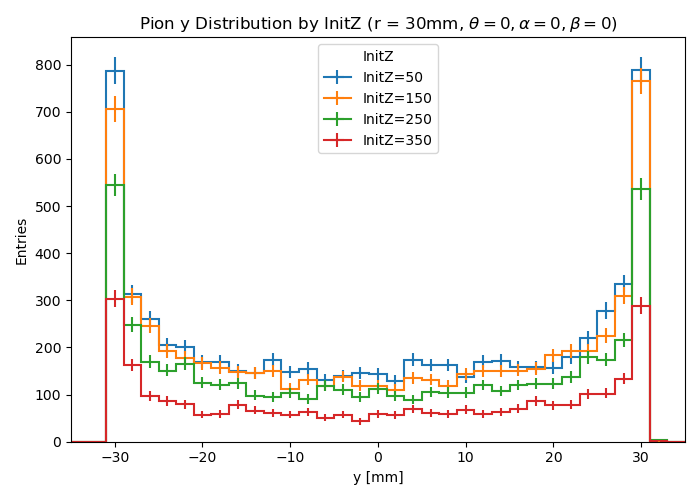 Pion y Distribution by InitZ (r = 30mm, θ = 0, α = 0, β = 0)
800
700
600
500
400
300
200
100
0
Entries
InitZ
InitZ=50
InitZ=150
InitZ=250
InitZ=350
−30
−20
−10
0
10
20
30
y [mm]